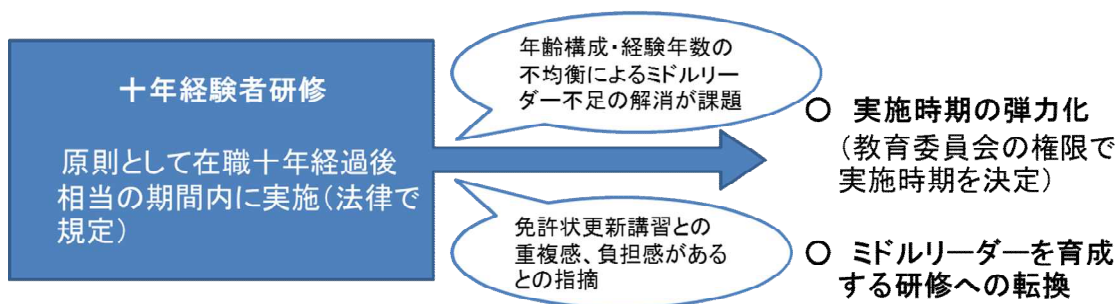 十年経験者研修
原則として在職十年経過後
相当の期間内に実施(法律で
規定)
年齢構成・経験年数の
不均衡によるミドルリー
ダー不足の解消が課題
免許状更新講習との
重複感、負担感がある
との指摘
○ 実施時期の弾力化
(教育委員会の権限で
実施時期を決定)
○ ミドルリーダーを育成
する研修への転換